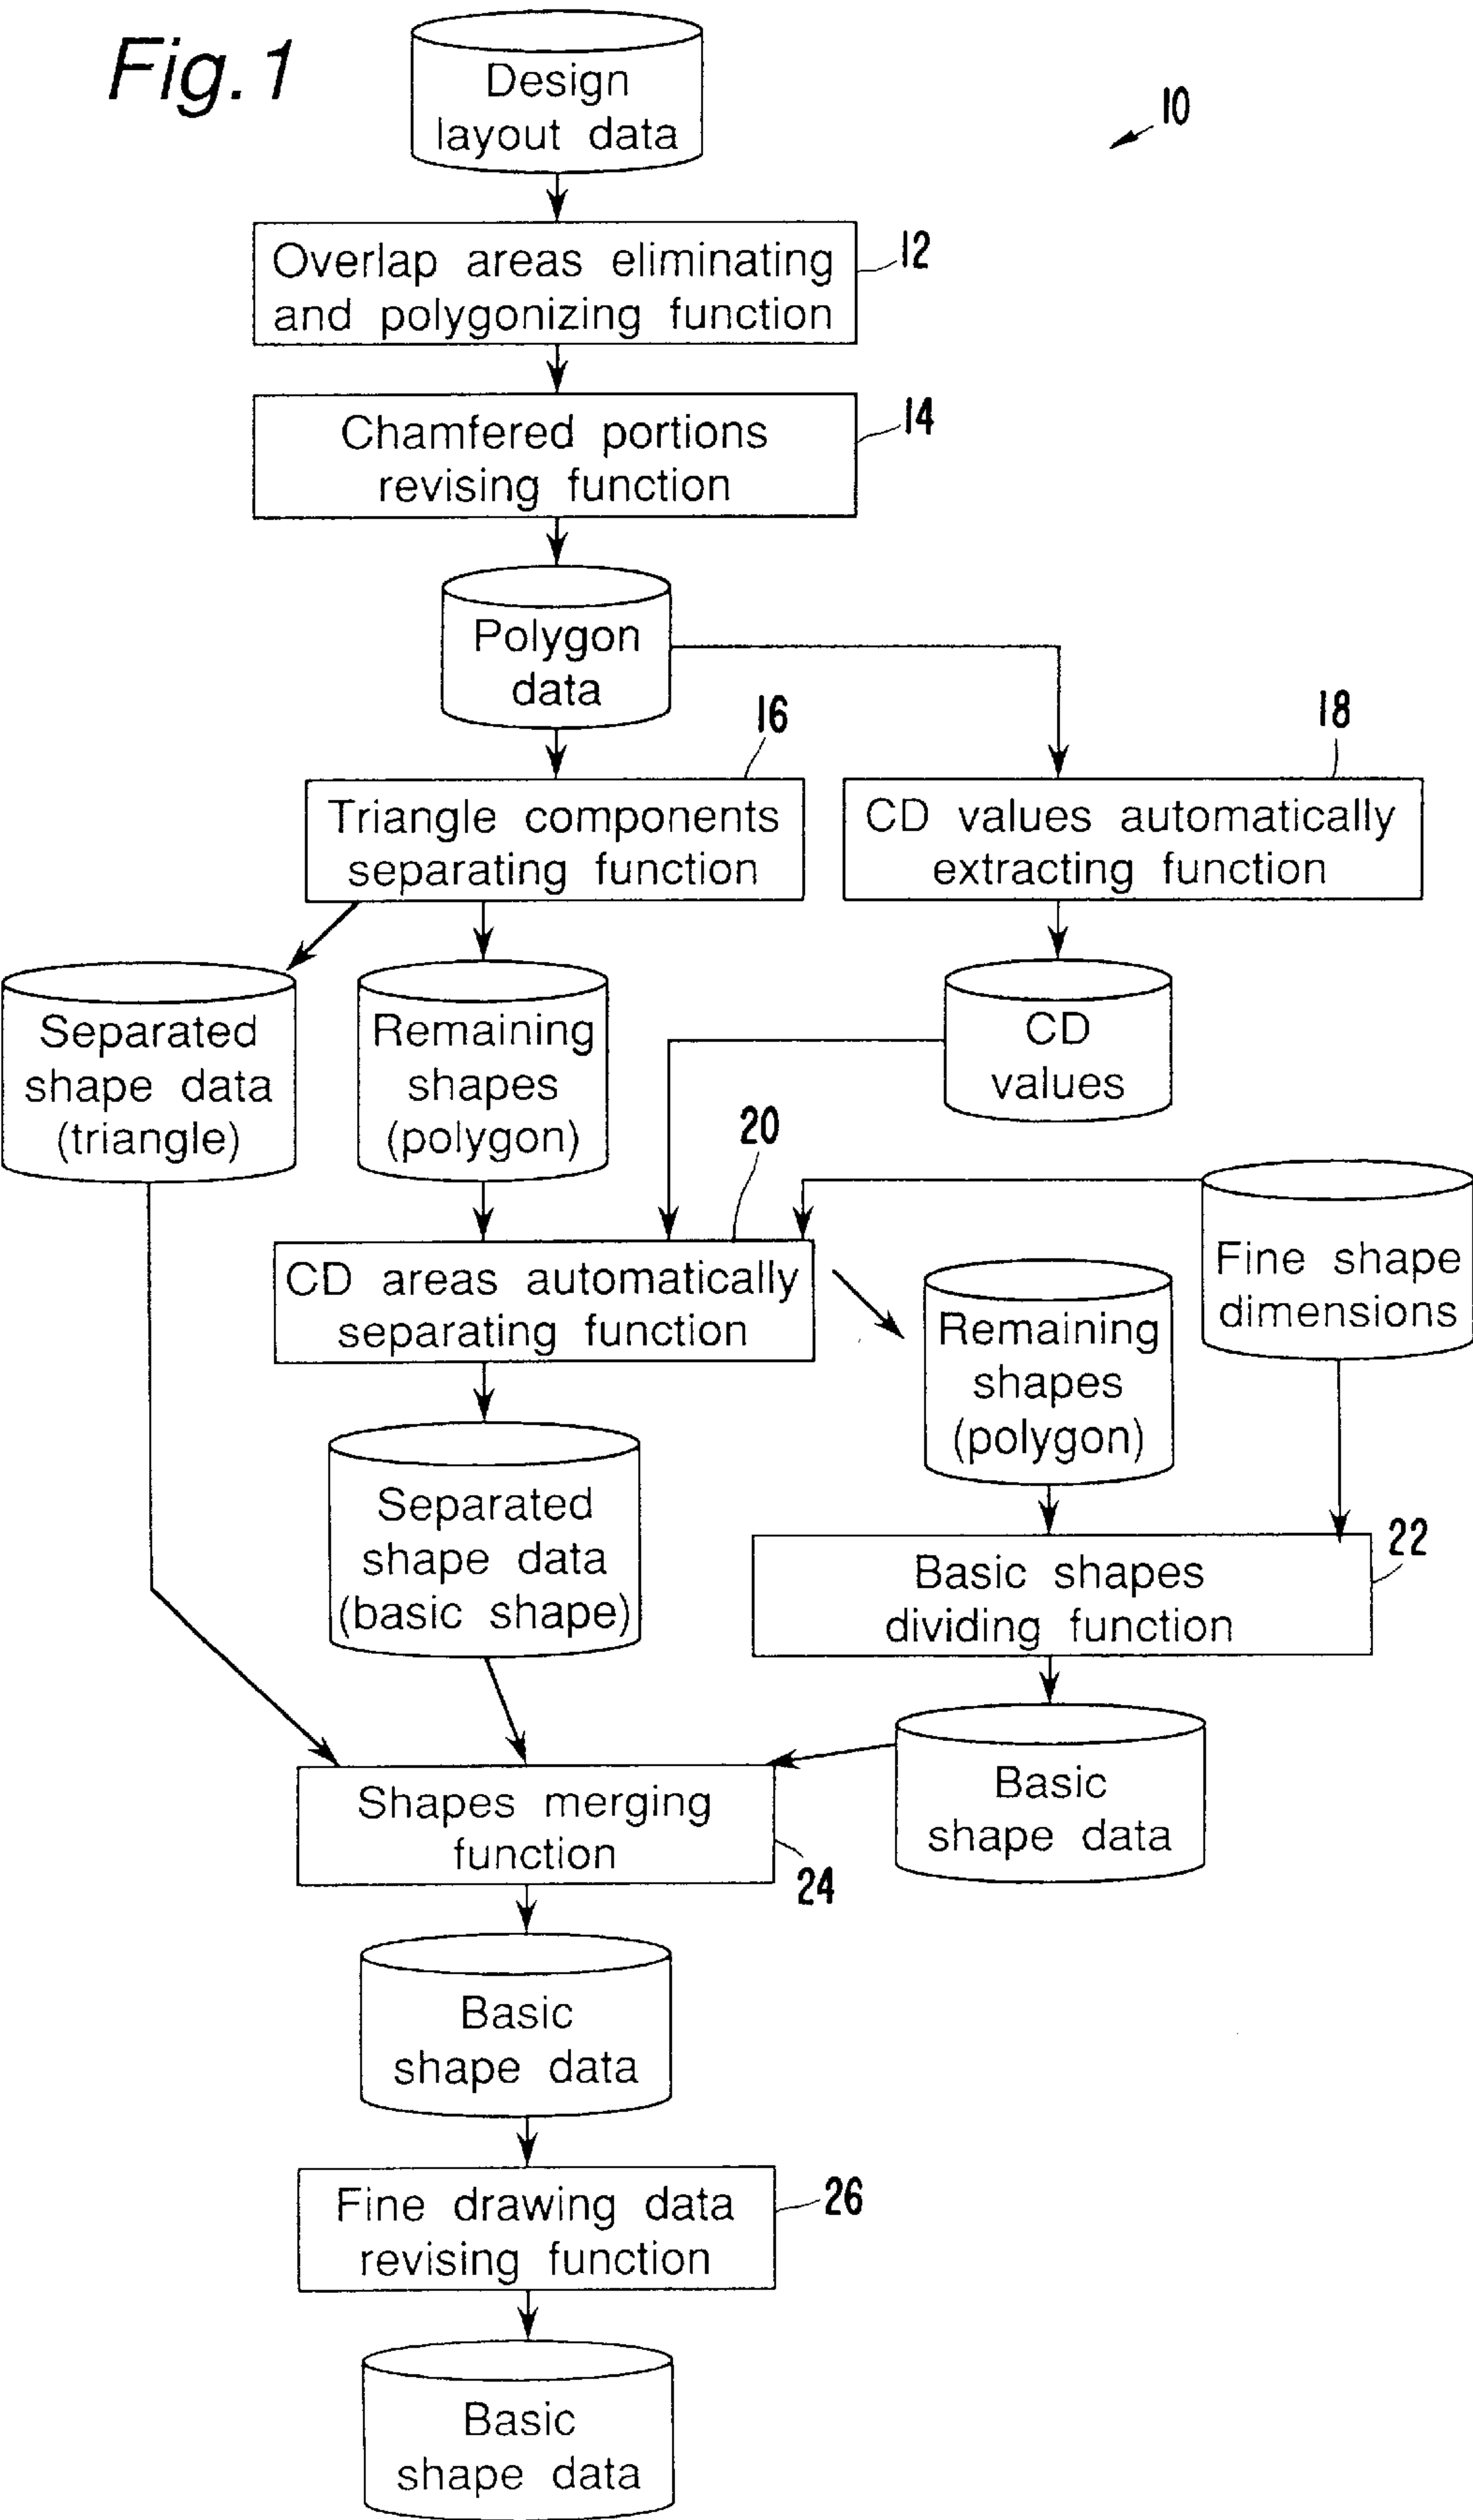 Fig. 1
Design
layout data
10
Overlap areas eliminating
and polygonizing function
12
Chamfered portions
revising function
14
Polygon
data
16
18
Triangle components
separating function
CD values automatically
extracting function
Separated
shape data
(triangle)
Remaining
shapes
(polygon)
CD
values
20
Fine shape
dimensions
CD areas automatically
separating function
Remaining
shapes
(polygon)
Separated
shape data
(basic shape)
22
Basic shapes
dividing function
Shapes merging
function
24
Basic
shape data
Basic
shape data
Fine drawing data
revising function
26
Basic
shape data